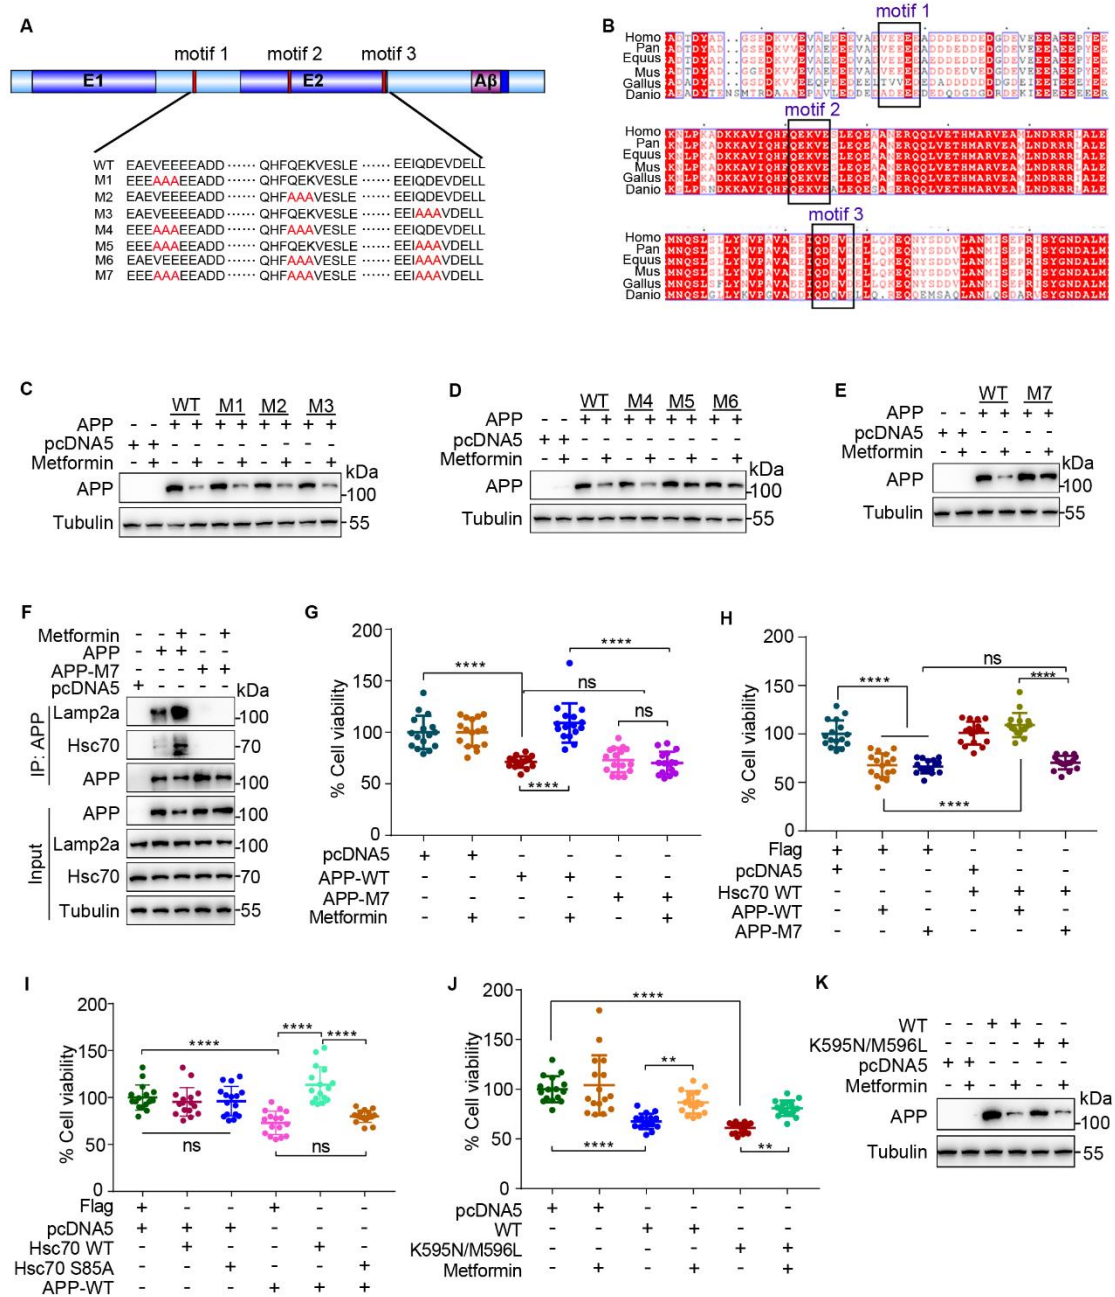 A
motif 1 motif 2 motif 3
E1 E2 Aβ
WT EAEVEEEEADD ······ QHFQEKVESLE ······ EEIQDEVDELL
M1 EEEAAAEEADD ······ QHFQEKVESLE ······ EEIQDEVDELL
M2 EAEVEEEEADD ······ QHFAAAVESLE ······ EEIQDEVDELL
M3 EAEVEEEEADD ······ QHFQEKVESLE ······ EEIAAAVDELL
M4 EEEAAAEEADD ······ QHFAAAVESLE ······ EEIQDEVDELL
M5 EEEAAAEEADD ······ QHFQEKVESLE ······ EEIAAAVDELL
M6 EAEVEEEEADD ······ QHFAAAVESLE ······ EEIAAAVDELL
M7 EEEAAAEEADD ······ QHFAAAVESLE ······ EEIAAAVDELL
B
motif 1
Homo
Pan
Equus
Mus
Gallus
Danio
motif 2
Homo
Pan
Equus
Mus
Gallus
Danio
motif 3
Homo
Pan
Equus
Mus
Gallus
Danio
C
WT M1 M2 M3
APP - - + + + + + + + +
pcDNA5 + + - - - - - - - -
Metformin - + - + - + - + - +
kDa
APP -100
Tubulin -55
D
WT M4 M5 M6
APP - - + + + + + + + +
pcDNA5 + + - - - - - - - -
Metformin - + - + - + - + - +
kDa
APP -100
Tubulin -55
E
WT M7
APP - - + + + +
pcDNA5 + + - - - -
Metformin - + - + - +
kDa
APP -100
Tubulin -55
F
Metformin - - + - +
APP - + + - -
APP-M7 - - - + +
pcDNA5 + - - - -
kDa
IP: APP
Lamp2a -100
Hsc70 -70
APP -100
Input
APP -100
Lamp2a -100
Hsc70 -70
Tubulin -55
G
% Cell viability
200
150
100
50
0
****
****
ns
ns
****
pcDNA5 + + - - - -
APP-WT - - + + - -
APP-M7 - - - - + +
Metformin - + - + - +
H
% Cell viability
200
150
100
50
0
ns
****
****
****
Flag + + + - - -
pcDNA5 + - - + - -
Hsc70 WT - - - + + +
APP-WT - + - - + -
APP-M7 - - + - - +
I
% Cell viability
200
150
100
50
0
****
****
****
ns
ns
Flag + - - + - -
pcDNA5 + + + - - -
Hsc70 WT - + - - + -
Hsc70 S85A - - + - - +
APP-WT - - - + + +
J
% Cell viability
200
150
100
50
0
****
**
****
**
pcDNA5 + + - - - -
WT - - + + - -
K595N/M596L - - - - + +
Metformin - + - + - +
K
WT - - + + - -
K595N/M596L - - - - + +
pcDNA5 + + - - - -
Metformin - + - + - +
kDa
APP -100
Tubulin -55